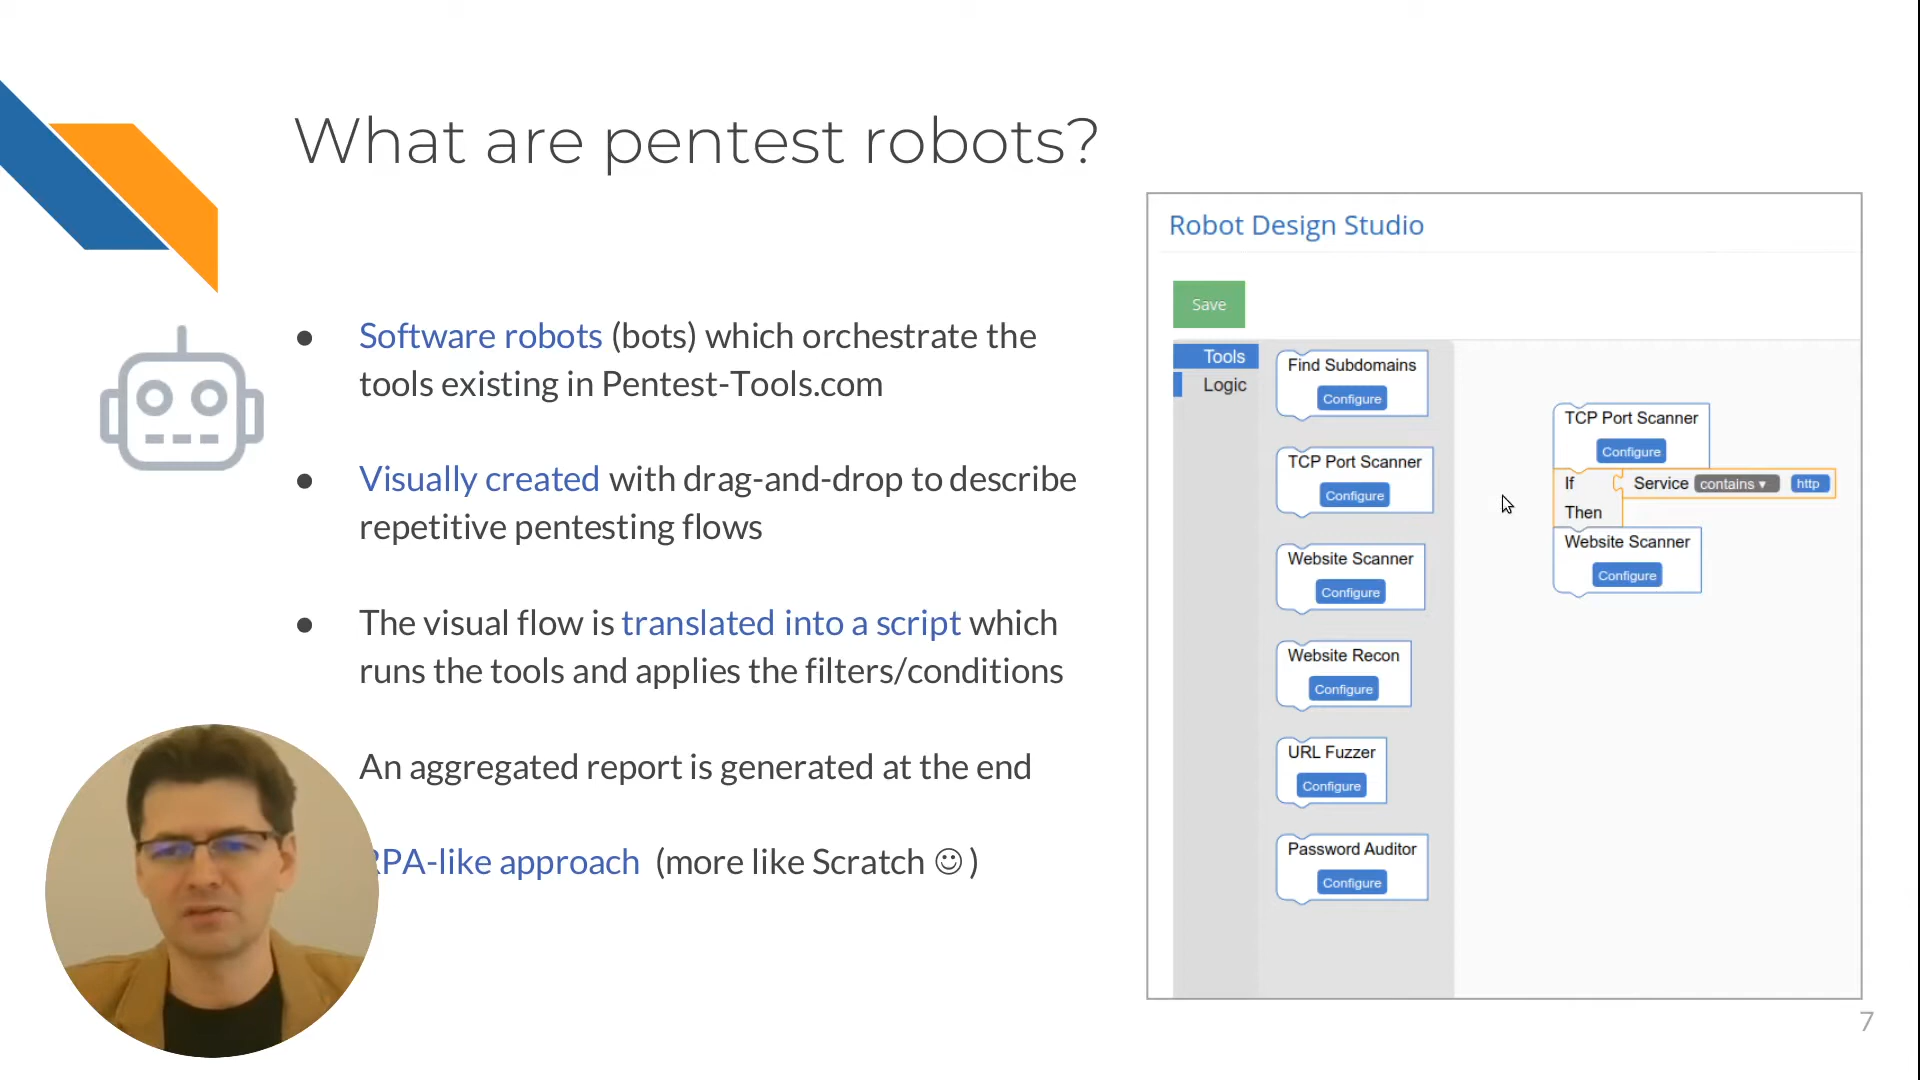 What are pentest robots?
● Software robots (bots) which orchestrate the
tools existing in Pentest-Tools.com
● Visually created with drag-and-drop to describe
repetitive pentesting flows
● The visual flow is translated into a script which
runs the tools and applies the filters/conditions
An aggregated report is generated at the end
RPA-like approach (more like Scratch ☺)
Robot Design Studio
Save
Tools
Logic
Find Subdomains
Configure
TCP Port Scanner
Configure
Website Scanner
Configure
Website Recon
Configure
URL Fuzzer
Configure
Password Auditor
Configure
TCP Port Scanner
Configure
If Service contains ▾ http
Then
Website Scanner
Configure
7